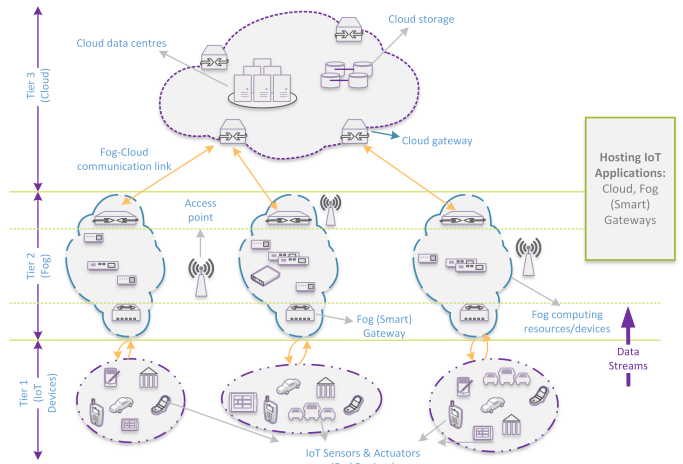 Cloud storage
Cloud data centres
Tier 3
(Cloud)
Cloud gateway
Fog-Cloud
communication link
Hosting IoT
Applications:
Cloud, Fog
(Smart)
Gateways
Access
point
Tier 2
(Fog)
Fog (Smart)
Gateway
Fog computing
resources/devices
Data
Streams
Tier 1
(IoT
Devices)
IoT Sensors & Actuators